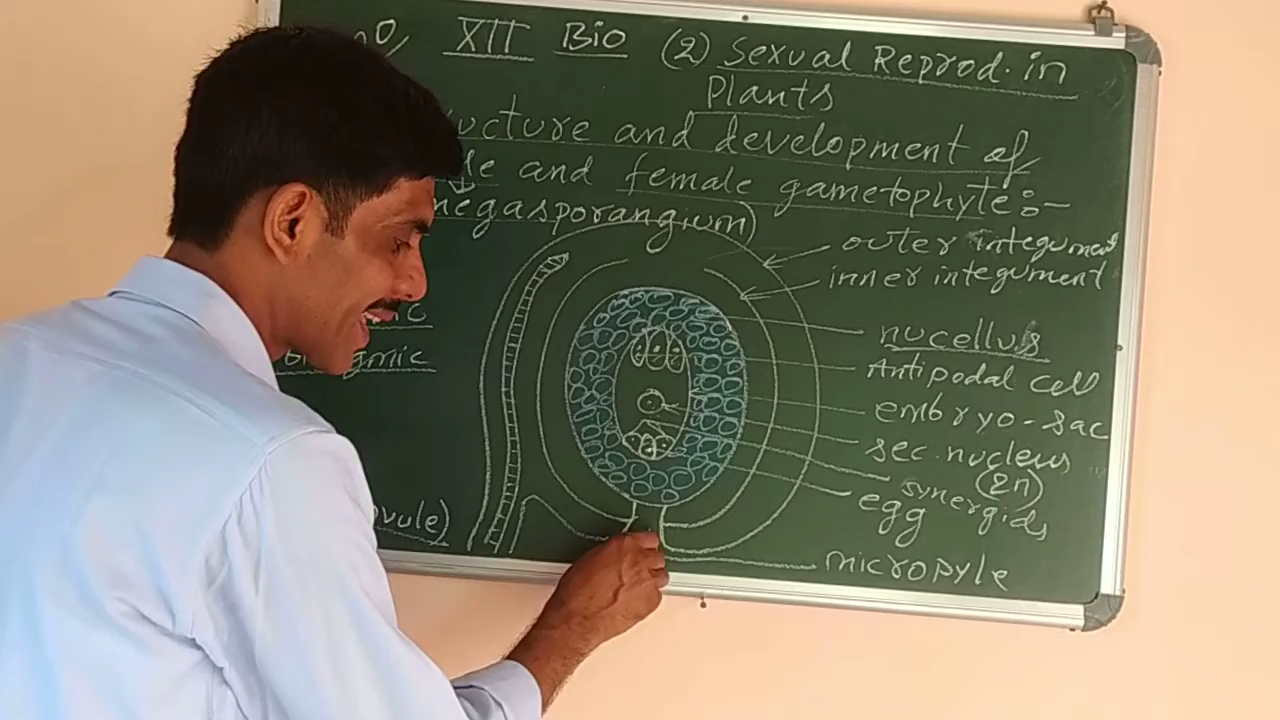 XII Bio (2) Sexual Reprod. in
Plants
ucture and development of
and female gametophyte:-
megasporangium)
outer integument
inner integument
nucellus
Antipodal cell
embryo-sac
sec. nucleus
(2n)
synergids
egg
micropyle
ovule)